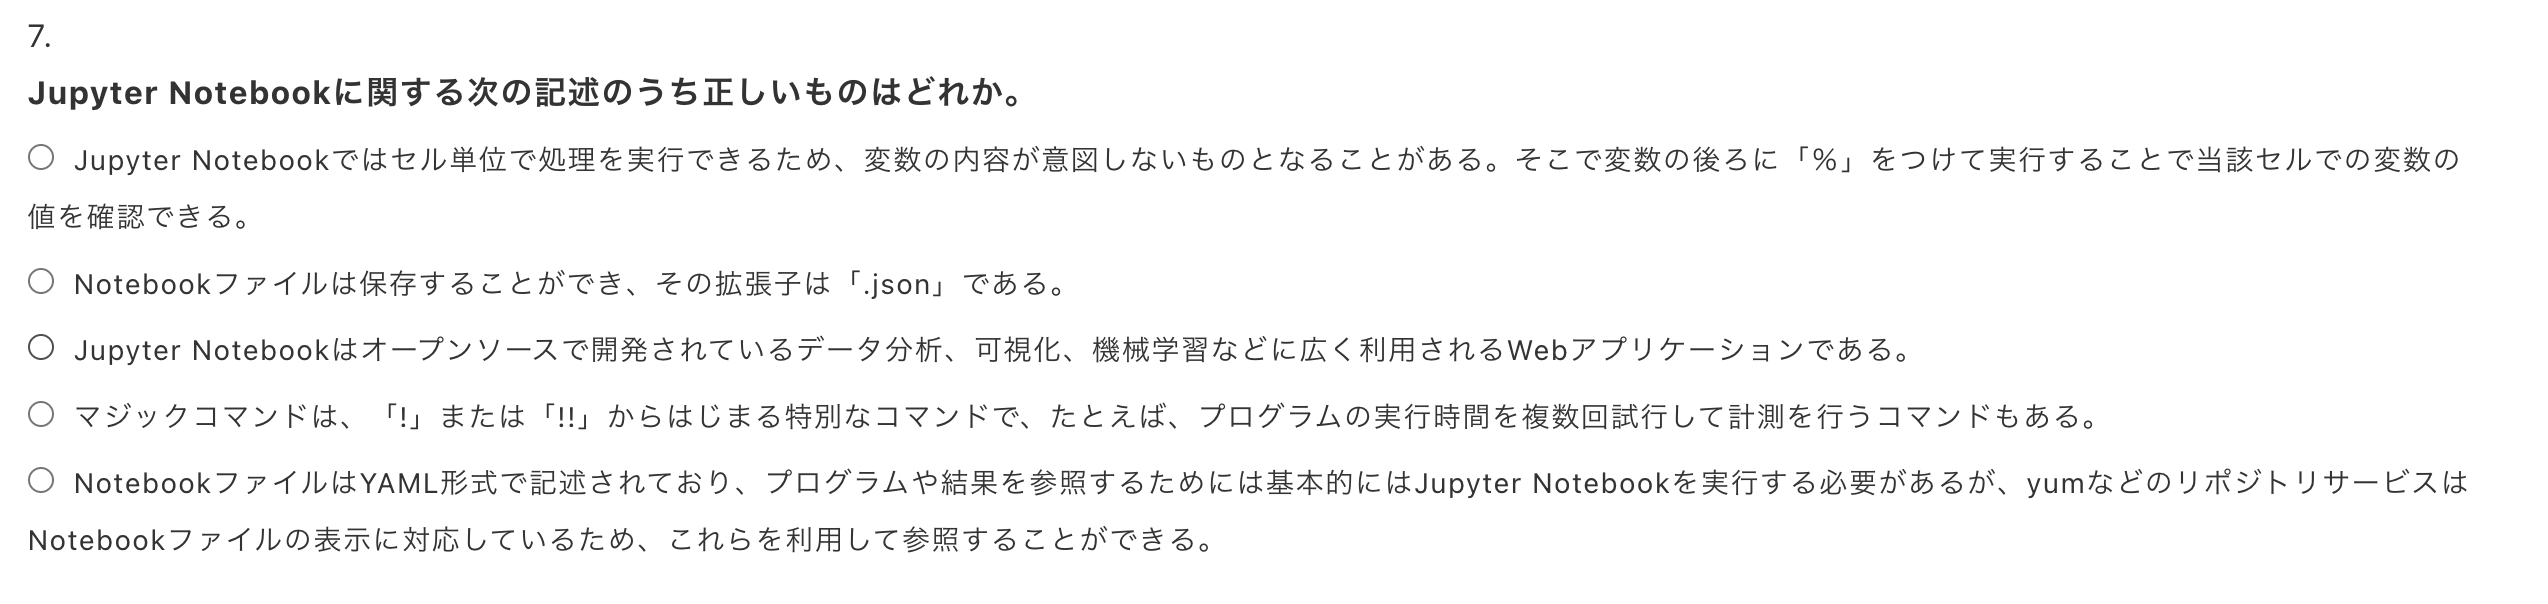 7.
Jupyter Notebookに関する次の記述のうち正しいものはどれか。
Jupyter Notebookではセル単位で処理を実行できるため、変数の内容が意図しないものとなることがある。そこで変数の後ろに「%」をつけて実行することで当該セルでの変数の
値を確認できる。
Notebookファイルは保存することができ、その拡張子は「.json」である。
Jupyter Notebookはオープンソースで開発されているデータ分析、可視化、機械学習などに広く利用されるWebアプリケーションである。
マジックコマンドは、「!」または「!!」からはじまる特別なコマンドで、たとえば、プログラムの実行時間を複数回試行して計測を行うコマンドもある。
NotebookファイルはYAML形式で記述されており、プログラムや結果を参照するためには基本的にはJupyter Notebookを実行する必要があるが、yumなどのリポジトリサービスは
Notebookファイルの表示に対応しているため、これらを利用して参照することができる。